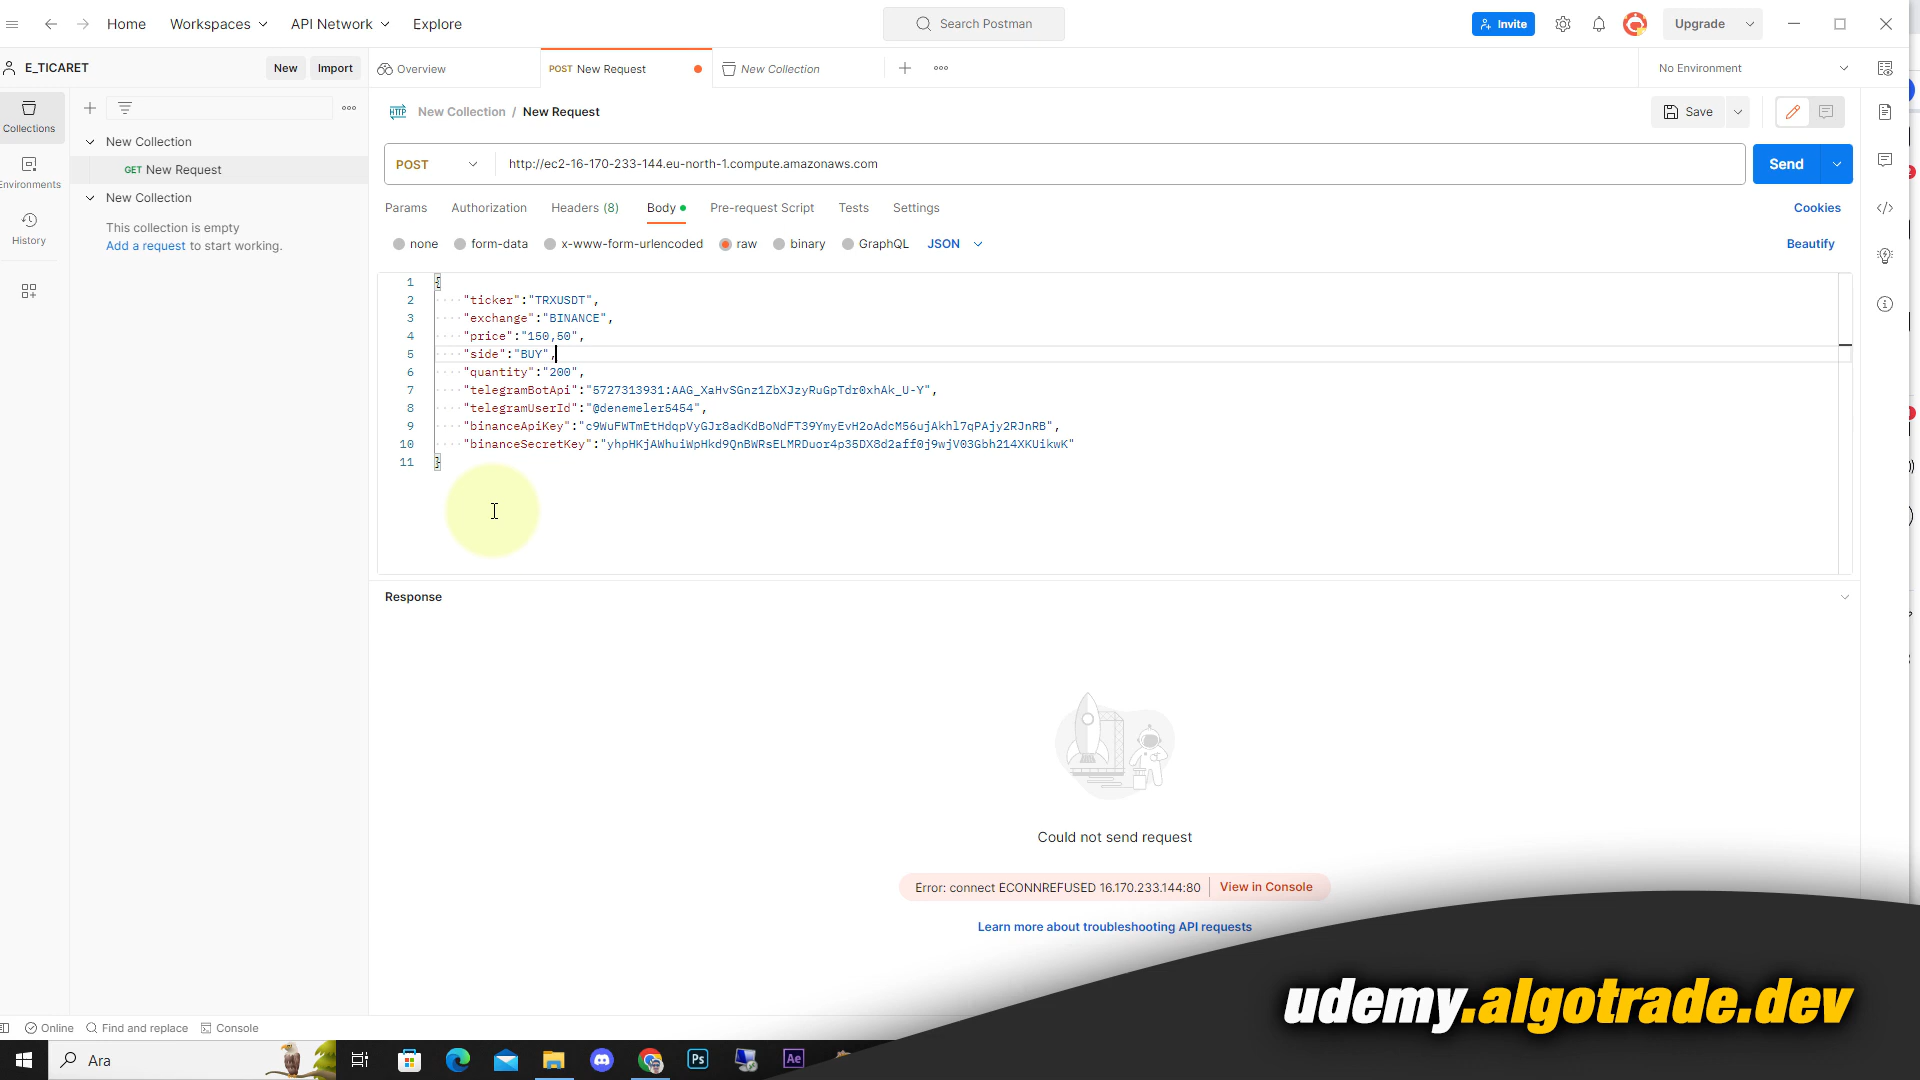 Home
Workspaces
API Network
Explore
Search Postman
Invite
Upgrade
E_TICARET
New
Import
Overview
POST New Request
New Collection
No Environment
Collections
New Collection
GET New Request
New Collection
This collection is empty
Add a request to start working.
Environments
History
HTTP
New Collection / New Request
Save
POST
http://ec2-16-170-233-144.eu-north-1.compute.amazonaws.com
Send
Params
Authorization
Headers (8)
Body
Pre-request Script
Tests
Settings
Cookies
none
form-data
x-www-form-urlencoded
raw
binary
GraphQL
JSON
Beautify
1 {
2 "ticker":"TRXUSDT",
3 "exchange":"BINANCE",
4 "price":"150,50",
5 "side":"BUY",
6 "quantity":"200",
7 "telegramBotApi":"5727313931:AAG_XaHvSGnz1ZbXJzyRuGpTdr0xhAk_U-Y",
8 "telegramUserId":"@denemeler5454",
9 "binanceApiKey":"c9WuFWTmEtHdqpVyGJr8adKdBoNdFT39YmyEvH2oAdcM56ujAkhl7qPAjy2RJnRB",
10 "binanceSecretKey":"yhpHKjAWhuiWpHkd9QnBWRsELMRDuor4p35DX8d2aff0j9wjV03Gbh214XKUikwK"
11 }
Response
Could not send request
Error: connect ECONNREFUSED 16.170.233.144:80
View in Console
Learn more about troubleshooting API requests
udemy.algotrade.dev
Online
Find and replace
Console
Ara
Ps
Ae